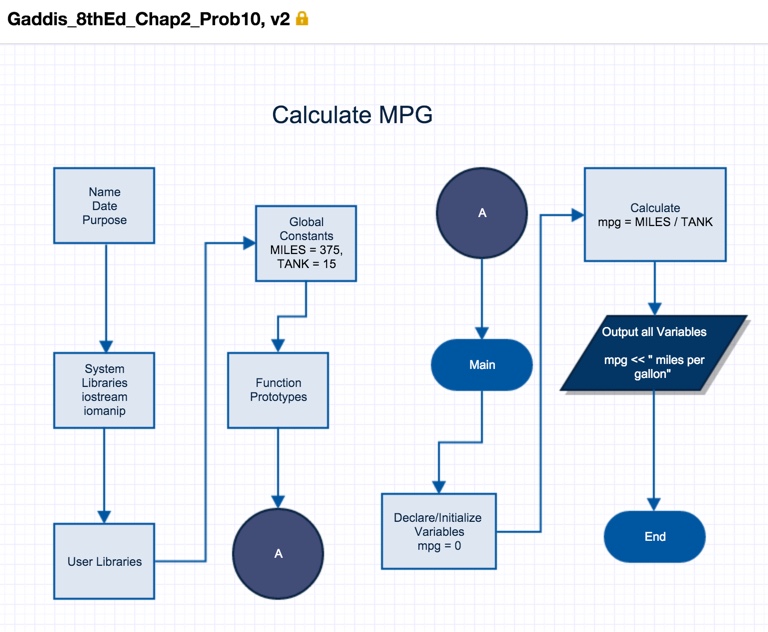 Gaddis_8thEd_Chap2_Prob10, v2
Calculate MPG
Name
Date
Purpose
System
Libraries
iostream
iomanip
User Libraries
Global
Constants
MILES = 375,
TANK = 15
Function
Prototypes
A
A
Main
Declare/Initialize
Variables
mpg = 0
Calculate
mpg = MILES / TANK
Output all Variables
mpg << " miles per
gallon"
End